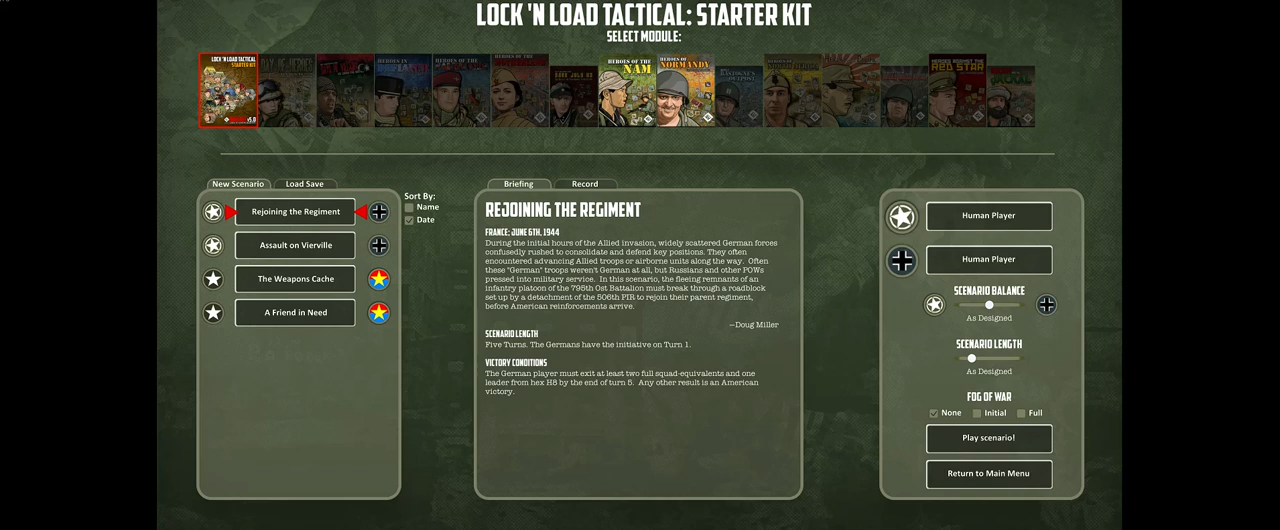 LOCK 'N LOAD TACTICAL: STARTER KIT
SELECT MODULE:
LOCK 'N LOAD TACTICAL
STARTER KIT
v5.0
HEROES OF THE
NAM
HEROES OF
NORMANDY
RED STAR
New Scenario
Load Save
Rejoining the Regiment
Assault on Vierville
The Weapons Cache
A Friend in Need
Sort By:
Name
Date
Briefing
Record
REJOINING THE REGIMENT
FRANCE; JUNE 6TH, 1944
During the initial hours of the Allied invasion, widely scattered German forces
confusedly rushed to consolidate and defend key positions. They often
encountered advancing Allied troops or airborne units along the way. Often
these "German" troops weren't German at all, but Russians and other POWs
pressed into military service. In this scenario, the fleeing remnants of an
infantry platoon of the 795th Ost Battalion must break through a roadblock
set up by a detachment of the 506th PIR to rejoin their parent regiment,
before American reinforcements arrive.
—Doug Miller
SCENARIO LENGTH
Five Turns. The Germans have the initiative on Turn 1.
VICTORY CONDITIONS
The German player must exit at least two full squad-equivalents and one
leader from hex H8 by the end of turn 5. Any other result is an American
victory.
Human Player
Human Player
SCENARIO BALANCE
As Designed
SCENARIO LENGTH
As Designed
FOG OF WAR
None
Initial
Full
Play scenario!
Return to Main Menu